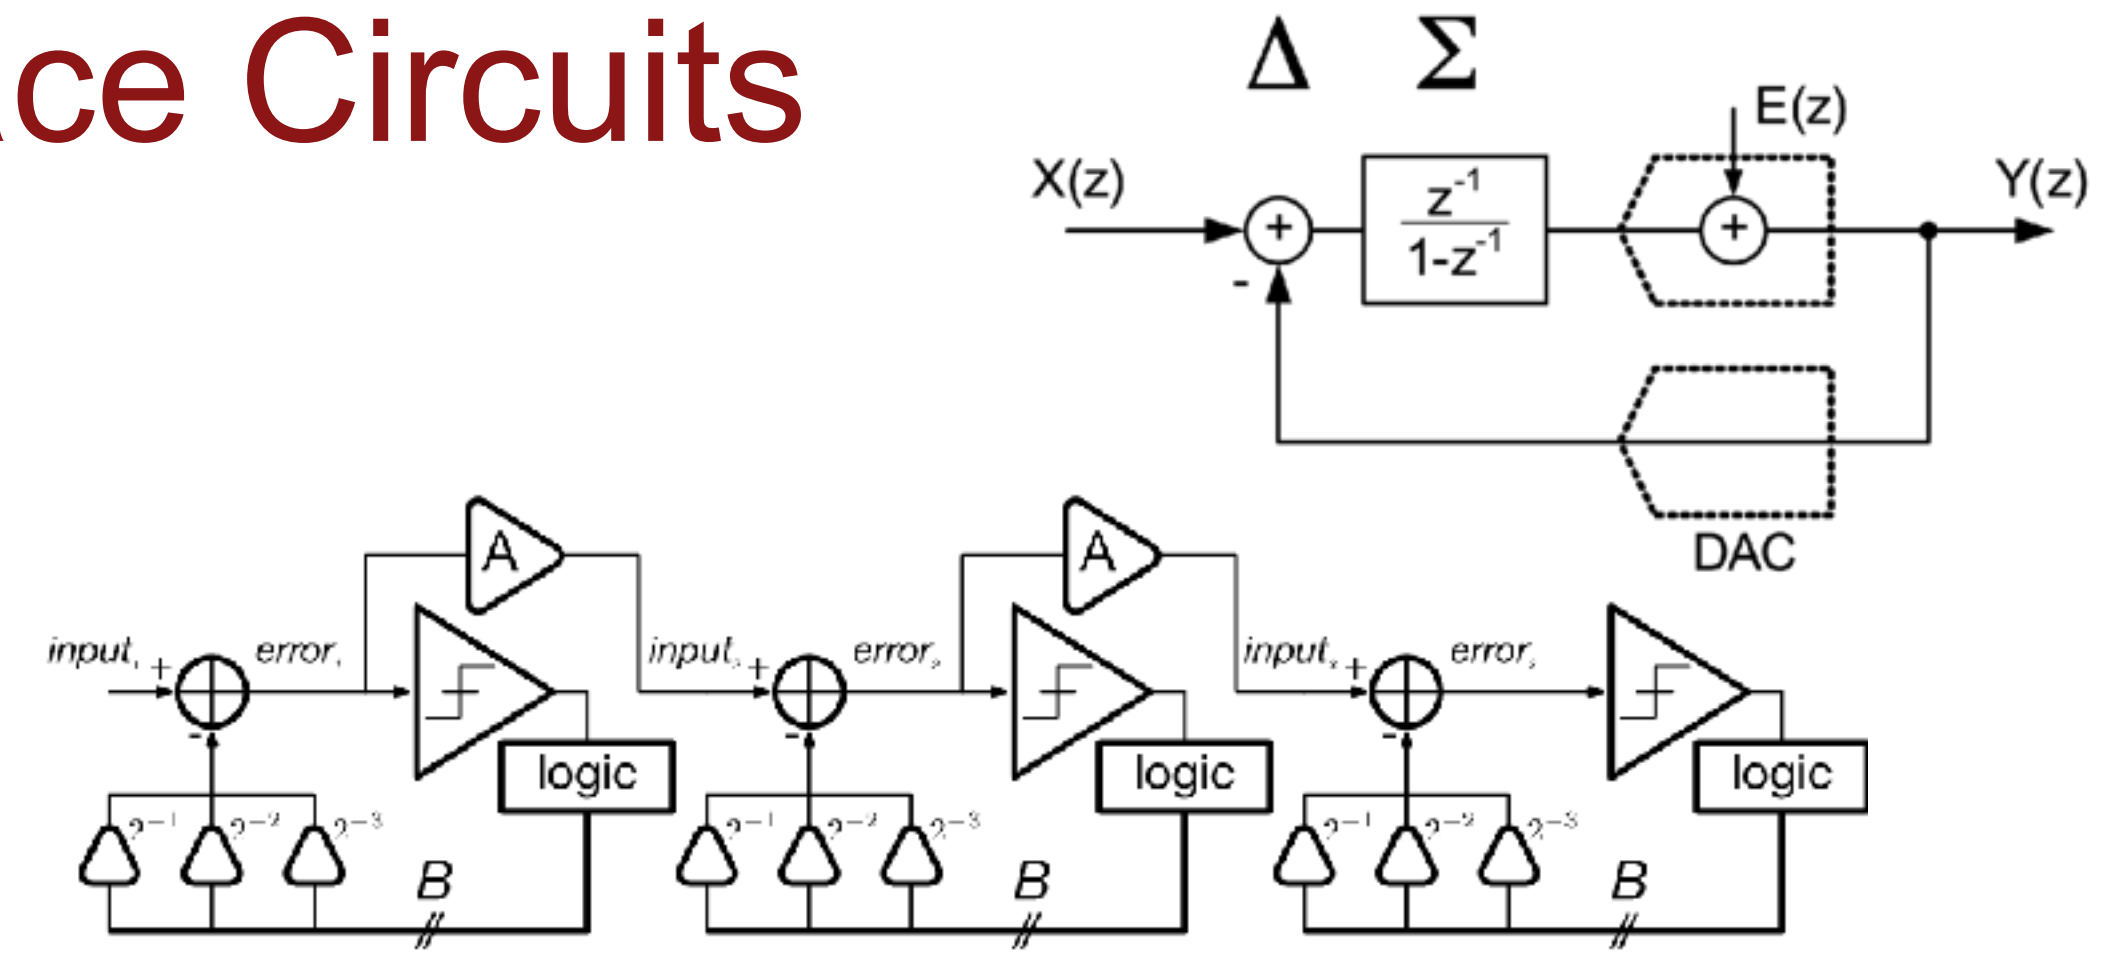 ce Circuits
Δ Σ
E(z)
X(z)
Y(z)
+
z⁻¹
1-z⁻¹
+
-
DAC
A
A
input₁ + error₁
input₂ + error₂
input₃ + error₃
- - -
logic
logic
logic
2⁻¹ 2⁻² 2⁻³
2⁻¹ 2⁻² 2⁻³
2⁻¹ 2⁻² 2⁻³
B
B
B